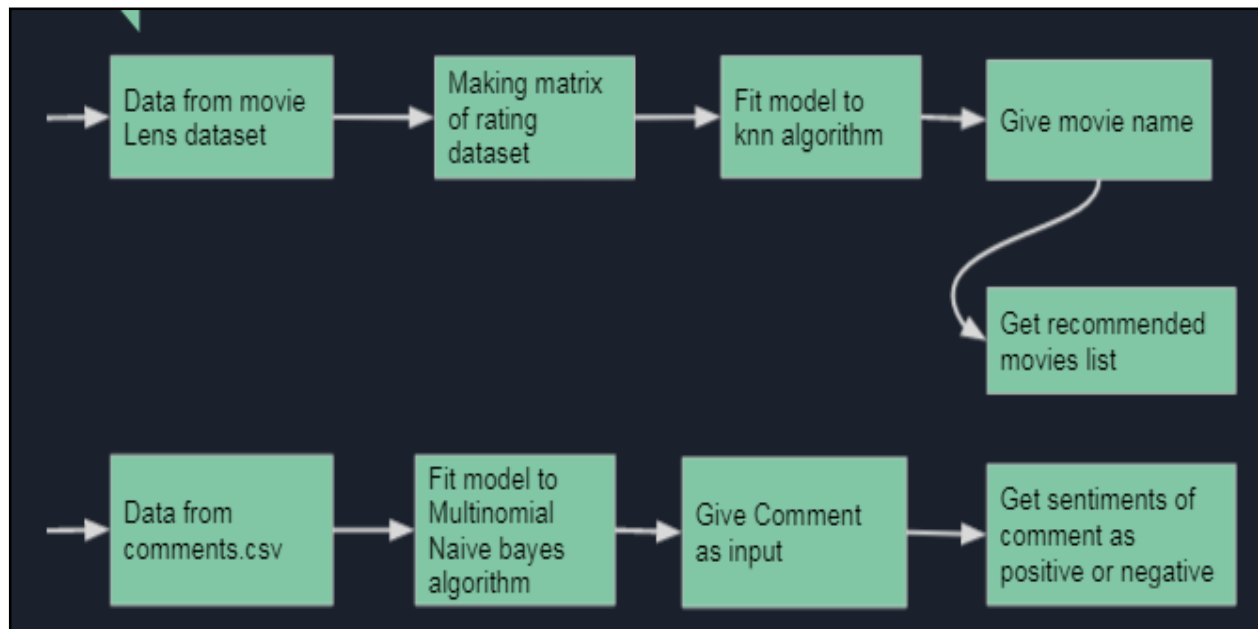 Data from movie
Lens dataset
Making matrix
of rating
dataset
Fit model to
knn algorithm
Give movie name
Get recommended
movies list
Data from
comments.csv
Fit model to
Multinomial
Naive bayes
algorithm
Give Comment
as input
Get sentiments of
comment as
positive or negative